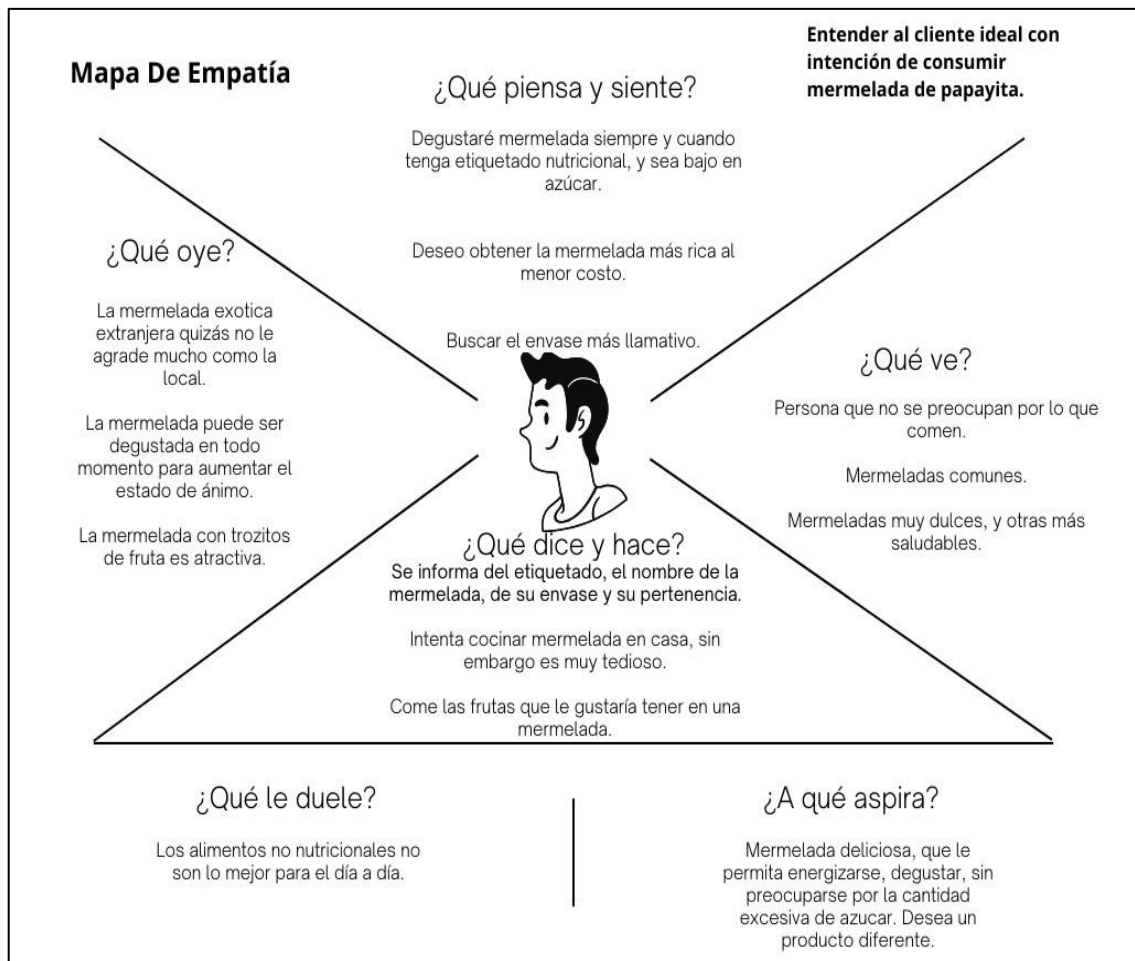 Mapa De Empatía
Entender al cliente ideal con
intención de consumir
mermelada de papayita.
¿Qué piensa y siente?
Degustaré mermelada siempre y cuando
tenga etiquetado nutricional, y sea bajo en
azúcar.
Deseo obtener la mermelada más rica al
menor costo.
Buscar el envase más llamativo.
¿Qué oye?
La mermelada exotica
extranjera quizás no le
agrade mucho como la
local.
La mermelada puede ser
degustada en todo
momento para aumentar el
estado de ánimo.
La mermelada con trozitos
de fruta es atractiva.
¿Qué ve?
Persona que no se preocupan por lo que
comen.
Mermeladas comunes.
Mermeladas muy dulces, y otras más
saludables.
¿Qué dice y hace?
Se informa del etiquetado, el nombre de la
mermelada, de su envase y su pertenencia.
Intenta cocinar mermelada en casa, sin
embargo es muy tedioso.
Come las frutas que le gustaría tener en una
mermelada.
¿Qué le duele?
Los alimentos no nutricionales no
son lo mejor para el día a día.
¿A qué aspira?
Mermelada deliciosa, que le
permita energizarse, degustar, sin
preocuparse por la cantidad
excesiva de azucar. Desea un
producto diferente.